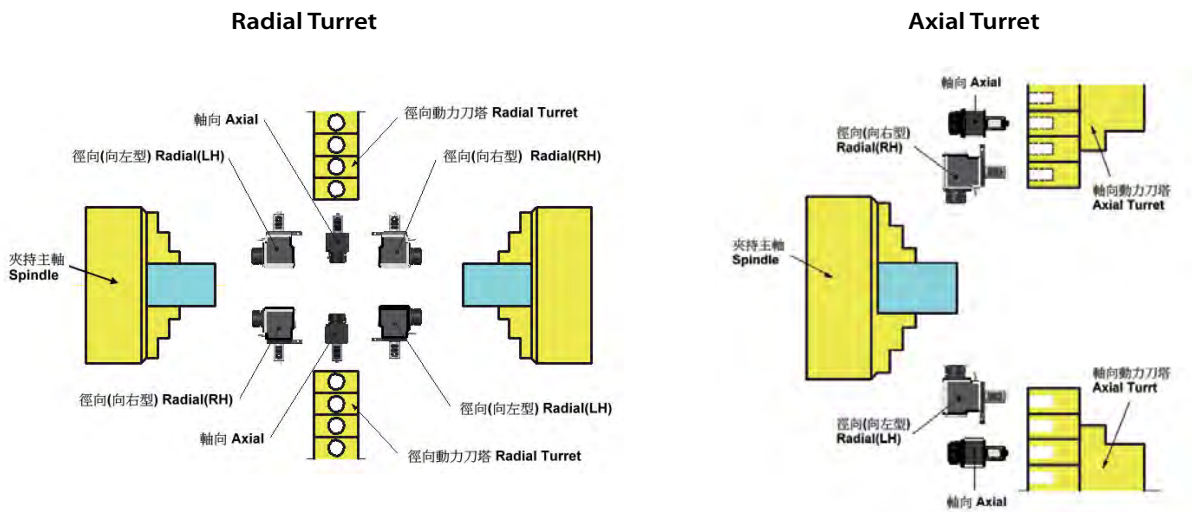 Radial Turret
軸向 Axial
徑向動力刀塔 Radial Turret
徑向(向左型) Radial(LH)
徑向(向右型) Radial(RH)
夾持主軸
Spindle
徑向(向右型) Radial(RH)
徑向(向左型) Radial(LH)
軸向 Axial
徑向動力刀塔 Radial Turret
Axial Turret
軸向 Axial
徑向(向右型)
Radial(RH)
軸向動力刀塔
Axial Turret
夾持主軸
Spindle
軸向動力刀塔
Axial Turrt
徑向(向左型)
Radial(LH)
軸向 Axial